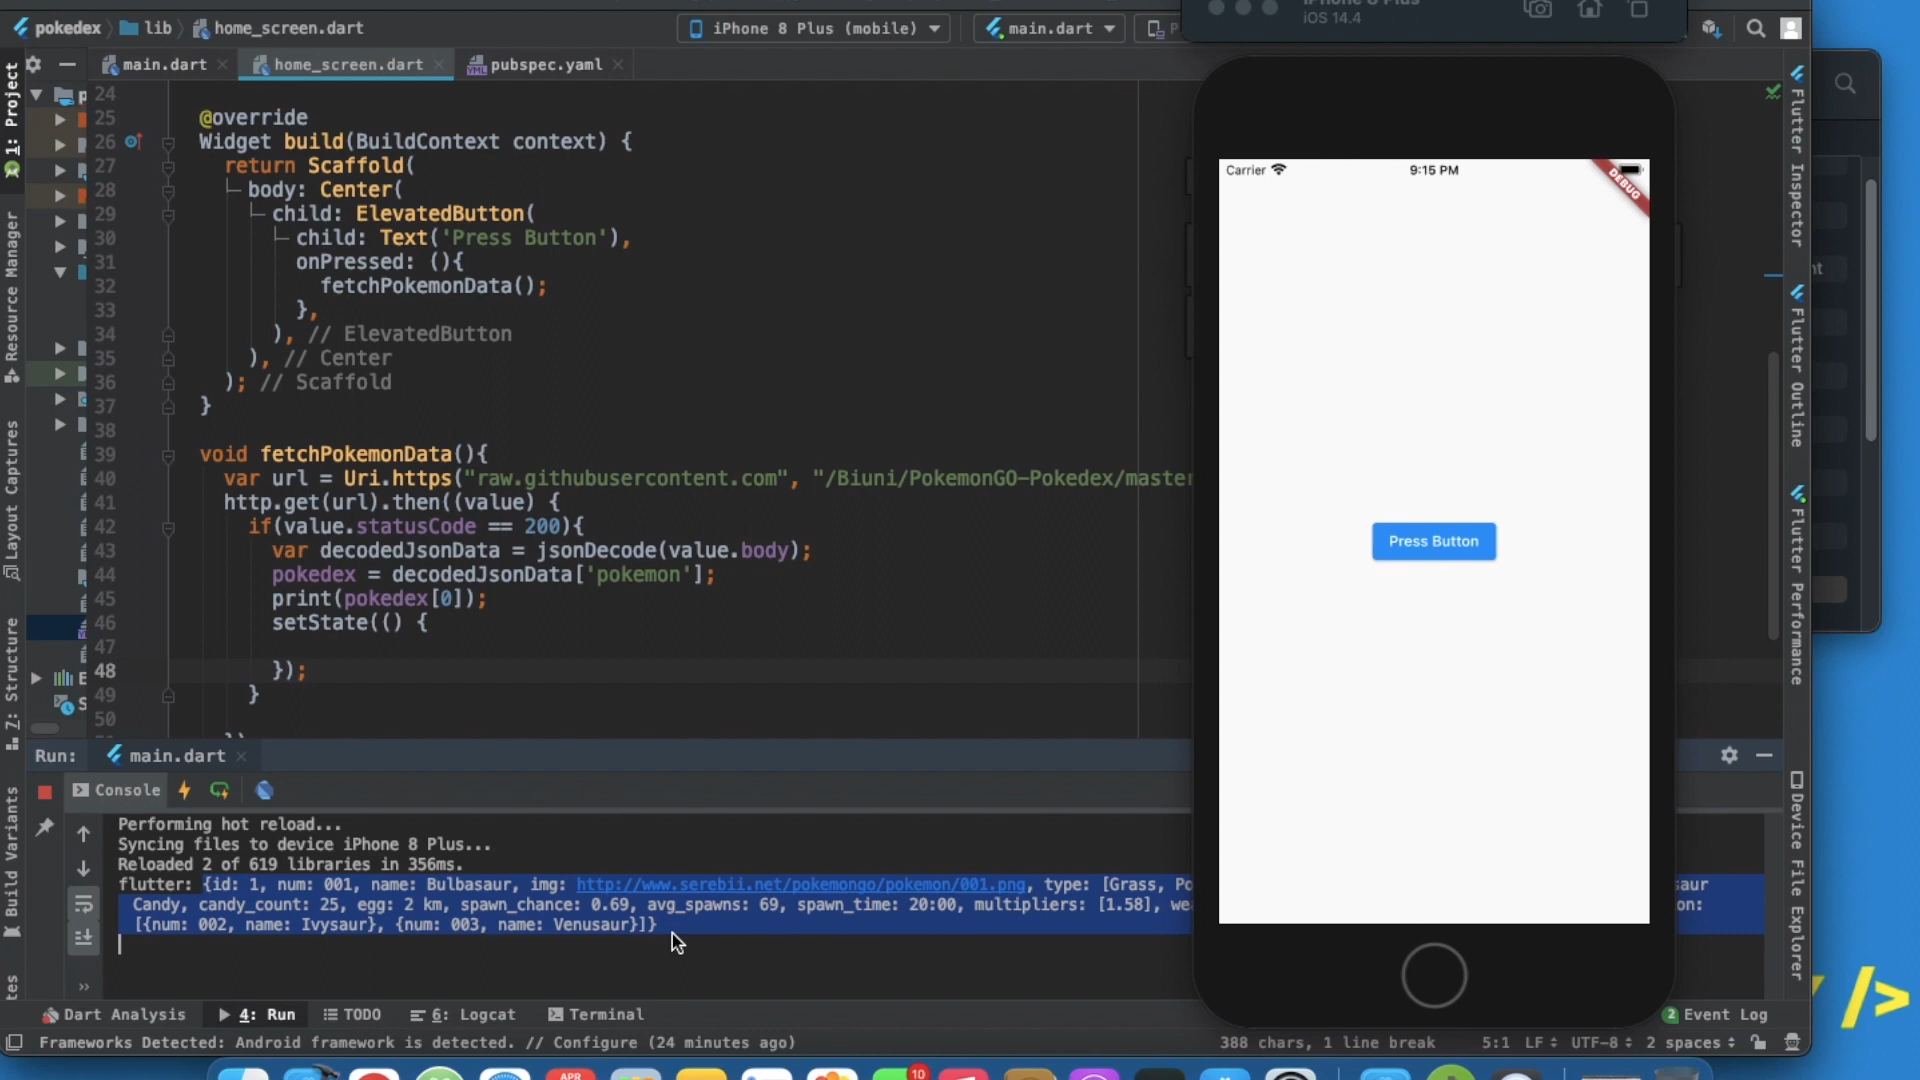 pokedex lib home_screen.dart
iPhone 8 Plus (mobile) main.dart
iOS 14.4
main.dart home_screen.dart pubspec.yaml
1: Project
Resource Manager
Layout Captures
7: Structure
Build Variants
24
25 @override
26 Widget build(BuildContext context) {
27 return Scaffold(
28 body: Center(
29 child: ElevatedButton(
30 child: Text('Press Button'),
31 onPressed: (){
32 fetchPokemonData();
33 },
34 ), // ElevatedButton
35 ), // Center
36 ); // Scaffold
37 }
38
39 void fetchPokemonData(){
40 var url = Uri.https("raw.githubusercontent.com", "/Biuni/PokemonGO-Pokedex/master
41 http.get(url).then((value) {
42 if(value.statusCode == 200){
43 var decodedJsonData = jsonDecode(value.body);
44 pokedex = decodedJsonData['pokemon'];
45 print(pokedex[0]);
46 setState(() {
47
48 });
49 }
50
Carrier 9:15 PM
DEBUG
Press Button
Flutter Inspector
Flutter Outline
Flutter Performance
Device File Explorer
Run: main.dart
Console
Performing hot reload...
Syncing files to device iPhone 8 Plus...
Reloaded 2 of 619 libraries in 356ms.
flutter: {id: 1, num: 001, name: Bulbasaur, img: http://www.serebii.net/pokemongo/pokemon/001.png, type: [Grass, Po saur
Candy, candy_count: 25, egg: 2 km, spawn_chance: 0.69, avg_spawns: 69, spawn_time: 20:00, multipliers: [1.58], wea on:
[{num: 002, name: Ivysaur}, {num: 003, name: Venusaur}]}
Dart Analysis 4: Run TODO 6: Logcat Terminal 2 Event Log
Frameworks Detected: Android framework is detected. // Configure (24 minutes ago) 388 chars, 1 line break 5:1 LF UTF-8 2 spaces
APR 10
/>